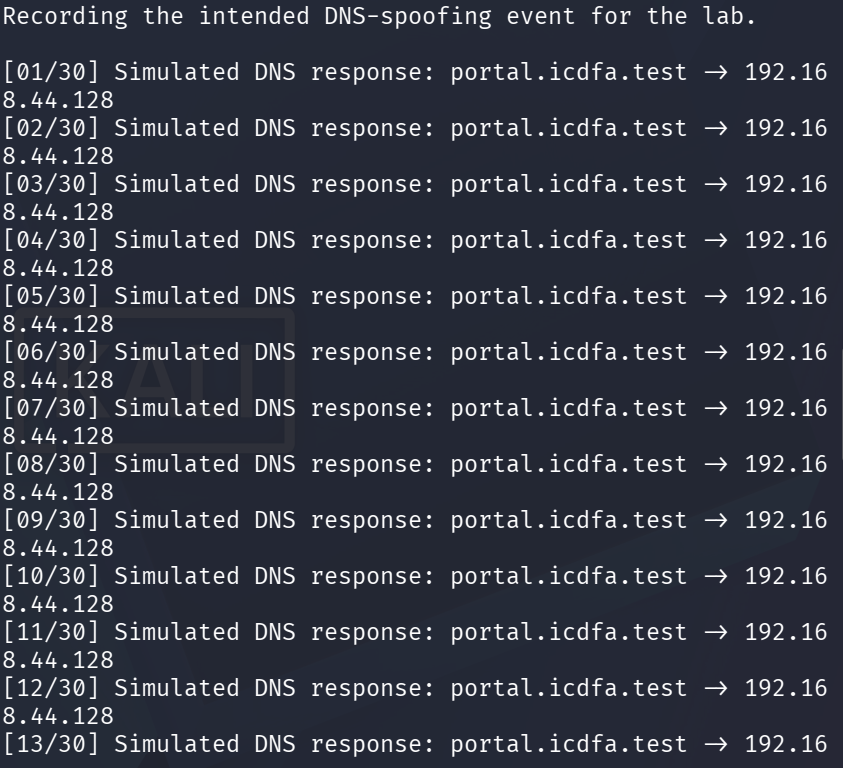 Recording the intended DNS-spoofing event for the lab.
[01/30] Simulated DNS response: portal.icdfa.test → 192.16
8.44.128
[02/30] Simulated DNS response: portal.icdfa.test → 192.16
8.44.128
[03/30] Simulated DNS response: portal.icdfa.test → 192.16
8.44.128
[04/30] Simulated DNS response: portal.icdfa.test → 192.16
8.44.128
[05/30] Simulated DNS response: portal.icdfa.test → 192.16
8.44.128
[06/30] Simulated DNS response: portal.icdfa.test → 192.16
8.44.128
[07/30] Simulated DNS response: portal.icdfa.test → 192.16
8.44.128
[08/30] Simulated DNS response: portal.icdfa.test → 192.16
8.44.128
[09/30] Simulated DNS response: portal.icdfa.test → 192.16
8.44.128
[10/30] Simulated DNS response: portal.icdfa.test → 192.16
8.44.128
[11/30] Simulated DNS response: portal.icdfa.test → 192.16
8.44.128
[12/30] Simulated DNS response: portal.icdfa.test → 192.16
8.44.128
[13/30] Simulated DNS response: portal.icdfa.test → 192.16
KALI